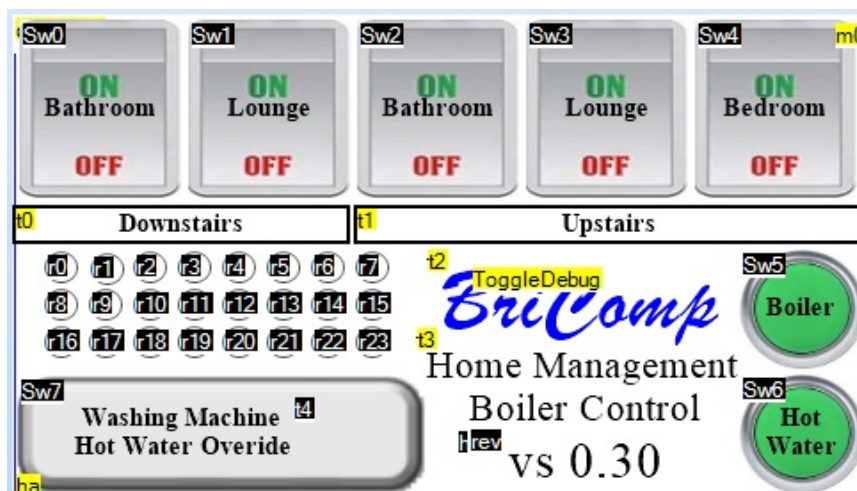 Sw0 Sw1 Sw2 Sw3 Sw4
ON ON ON ON ON
Bathroom Lounge Bathroom Lounge Bedroom
OFF OFF OFF OFF OFF
t0 Downstairs t1 Upstairs
r0 r1 r2 r3 r4 r5 r6 r7
r8 r9 r10 r11 r12 r13 r14 r15
r16 r17 r18 r19 r20 r21 r22 r23
t2
ToggleDebug
BriComp
t3
Home Management
Boiler Control
rev
vs 0.30
Sw5
Boiler
Sw6
Hot
Water
Sw7
Washing Machine t4
Hot Water Overide
ha